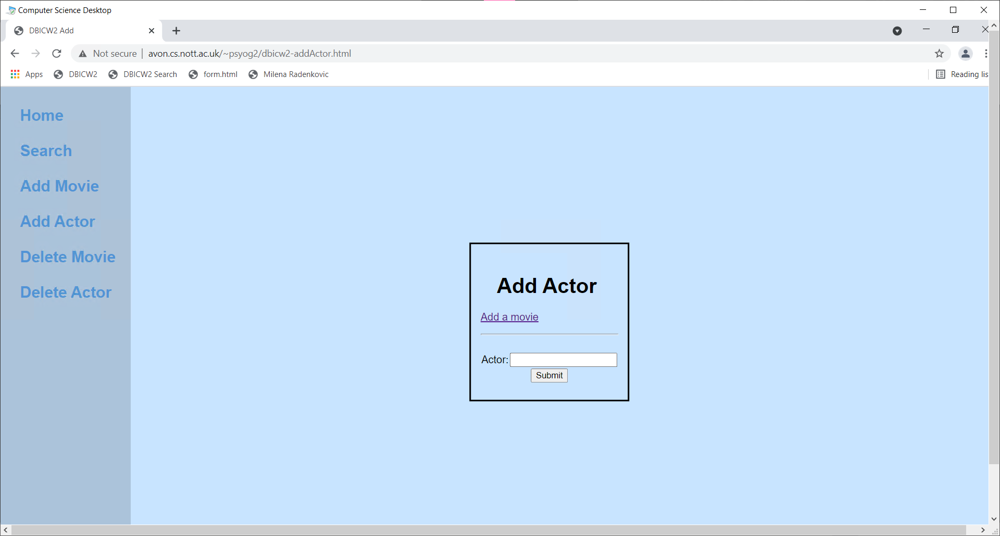 Computer Science Desktop
DBICW2 Add
Not secure | avon.cs.nott.ac.uk/~psyog2/dbicw2-addActor.html
Apps DBICW2 DBICW2 Search form.html Milena Radenkovic Reading lis
Home
Search
Add Movie
Add Actor
Delete Movie
Delete Actor
Add Actor
Add a movie
Actor:
Submit